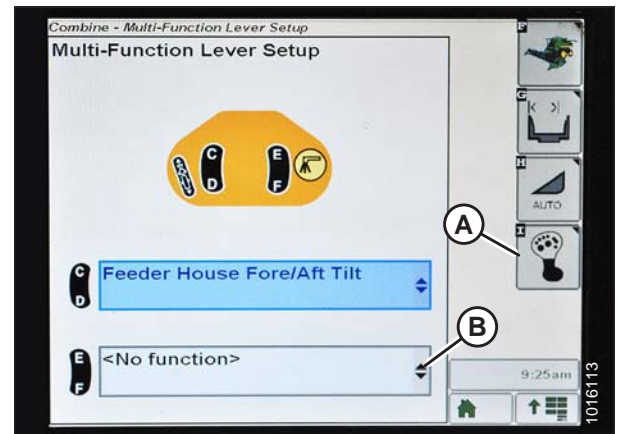 Combine - Multi-Function Lever Setup
Multi-Function Lever Setup
C
D
E
F
C
D
Feeder House Fore/Aft Tilt
E
F
<No function>
F
G
H
AUTO
I
A
B
9:25am
1016113